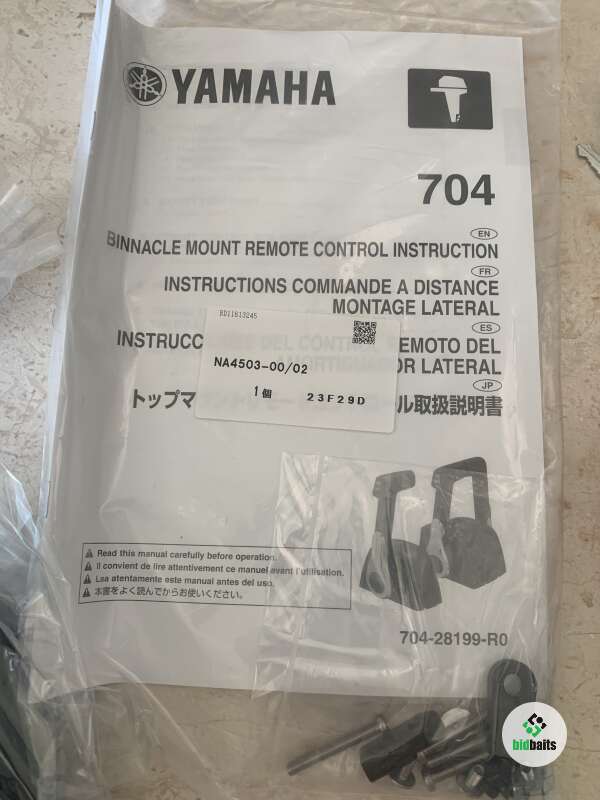 YAMAHA
704
BINNACLE MOUNT REMOTE CONTROL INSTRUCTION
EN
FR
INSTRUCTIONS COMMANDE A DISTANCE
MONTAGE LATERAL
ES
RD11613245
INSTRUCC DEL CONT EMOTO DEL
OR LATERAL
NA4503-00/02
1個 23F29D
JP
トップマ ル取扱説明書
Read this manual carefully before operation.
Il convient de lire attentivement ce manuel avant l'utilisation.
Lea atentamente este manual antes del uso.
本書をよく読んでからお使いください。
704-28199-R0
bidbaits